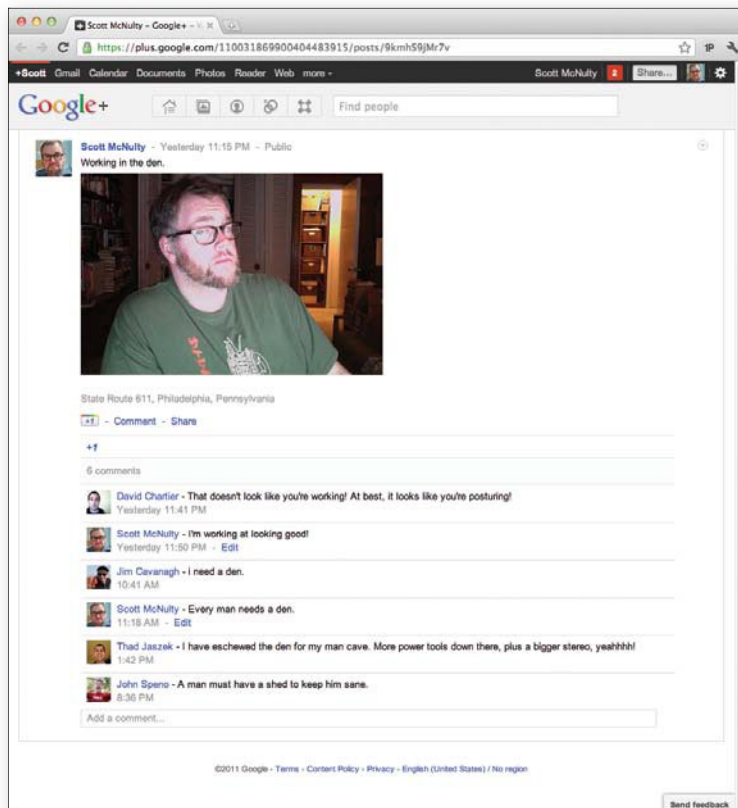 Scott McNulty – Google+ –
https://plus.google.com/110031869900404483915/posts/9kmhS9jMr7v
+Scott Gmail Calendar Documents Photos Reader Web more Scott McNulty 2 Share...
Google+ Find people
Scott McNulty - Yesterday 11:15 PM - Public
Working in the den.
State Route 611, Philadelphia, Pennsylvania
+1 - Comment - Share
+1
6 comments
David Chartier - That doesn't look like you're working! At best, it looks like you're posturing!
Yesterday 11:41 PM
Scott McNulty - I'm working at looking good!
Yesterday 11:50 PM - Edit
Jim Cavanagh - i need a den.
10:41 AM
Scott McNulty - Every man needs a den.
11:18 AM - Edit
Thad Jaszek - I have eschewed the den for my man cave. More power tools down there, plus a bigger stereo, yeahhhh!
1:42 PM
John Speno - A man must have a shed to keep him sane.
8:36 PM
Add a comment...
©2011 Google - Terms - Content Policy - Privacy - English (United States) / No region
Send feedback